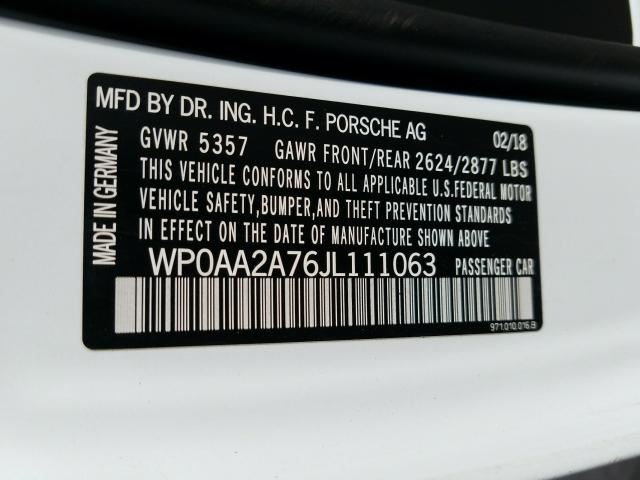 MFD BY DR. ING. H.C. F. PORSCHE AG 02/18
GVWR 5357 GAWR FRONT/REAR 2624/2877 LBS
THIS VEHICLE CONFORMS TO ALL APPLICABLE U.S.FEDERAL MOTOR
VEHICLE SAFETY,BUMPER,AND THEFT PREVENTION STANDARDS
IN EFFECT ON THE DATE OF MANUFACTURE SHOWN ABOVE.
WP0AA2A76JL111063 PASSENGER CAR
971.010.016.B
MADE IN GERMANY